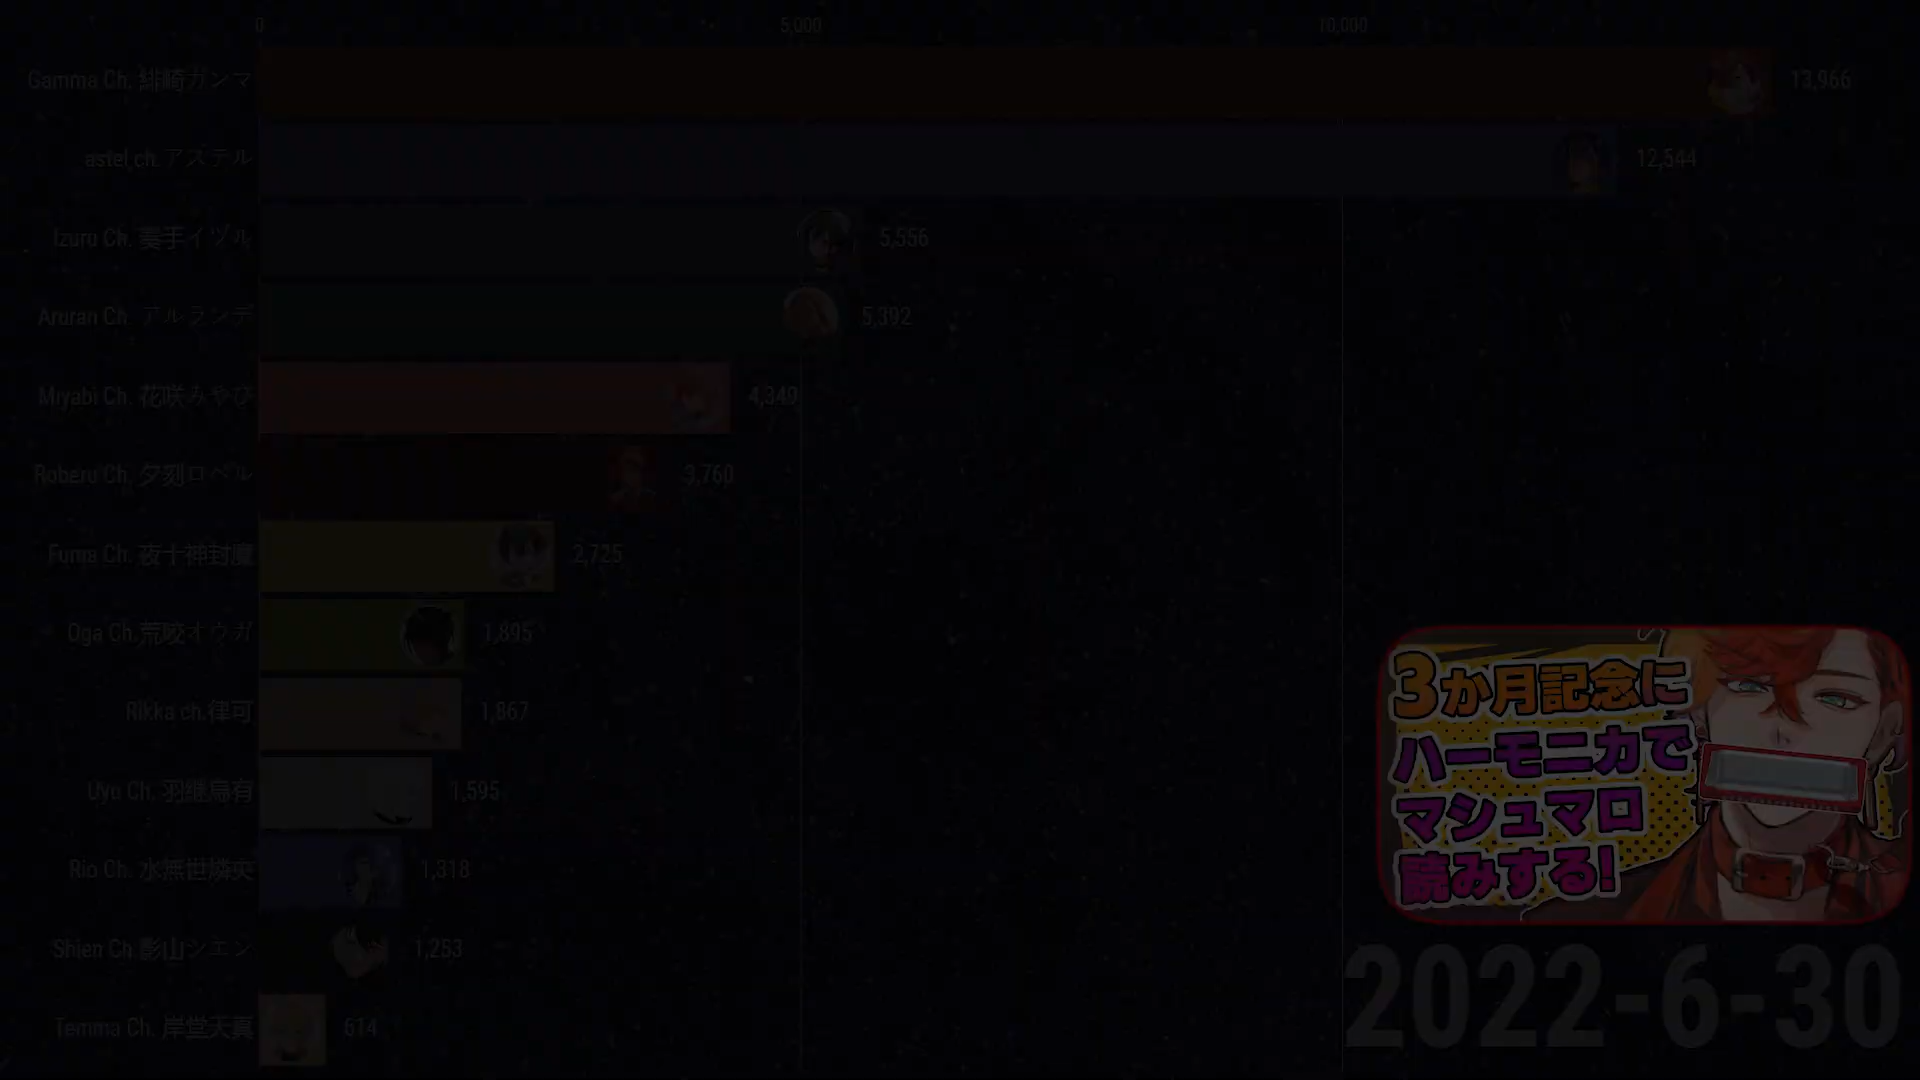 0 5,000 10,000
Gamma Ch. 緋崎ガンマ 13,966
astel ch.アステル 12,544
Izuru Ch. 奏手イヅル 5,556
Aruran Ch. アルランデ 5,392
Miyabi Ch. 花咲みやび 4,340
Roberu Ch. 夕刻ロベル 3,760
Fuma Ch. 夜十神封魔 2,725
Oga Ch.荒咬オウガ 1,895
Rikka ch.律可 1,867
Uyu Ch. 羽継烏有 1,595
Rio Ch. 水無世燐央 1,318
Shien Ch.影山シエン 1,253
Temma Ch. 岸堂天真 614
3か月記念に
ハーモニカで
マシュマロ
読みする!
2022-6-30